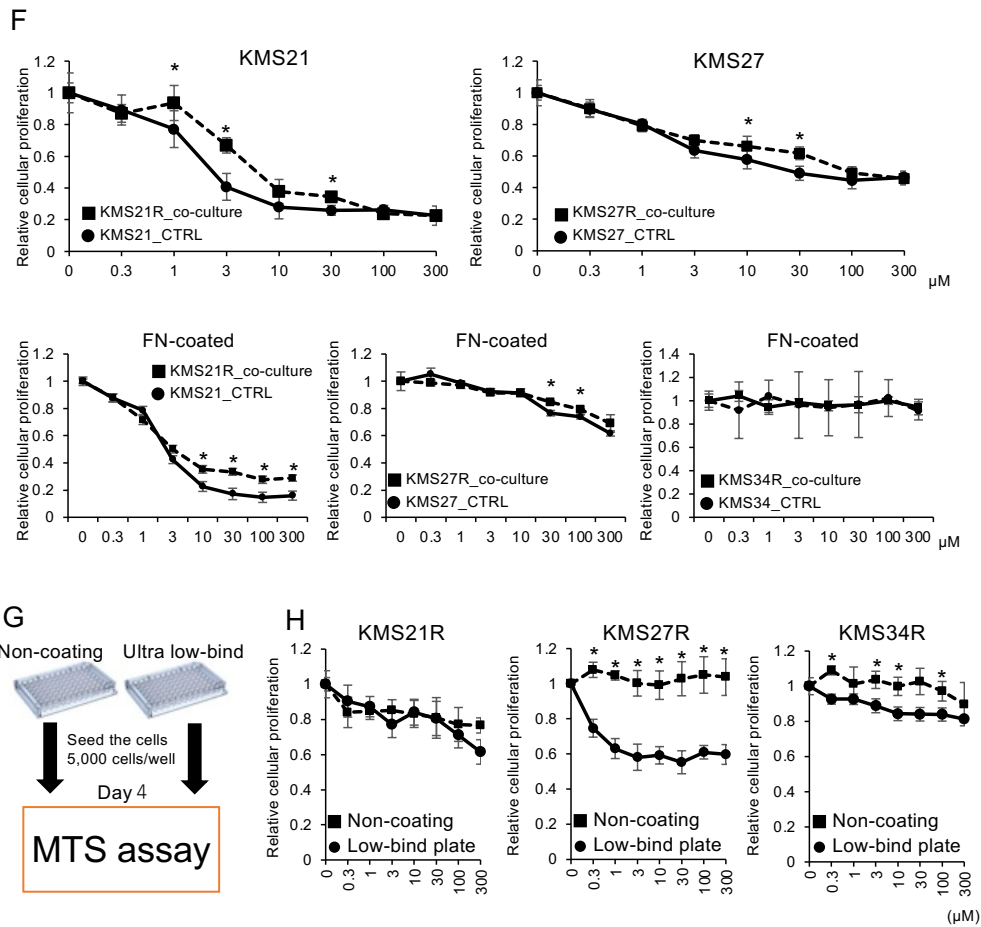 F
KMS21
Relative cellular proliferation
1.2
1
0.8
0.6
0.4
0.2
0
*
*
*
KMS21R_co-culture
KMS21_CTRL
0 0.3 1 3 10 30 100 300
KMS27
Relative cellular proliferation
1.2
1
0.8
0.6
0.4
0.2
0
*
*
KMS27R_co-culture
KMS27_CTRL
0 0.3 1 3 10 30 100 300
µM
FN-coated
Relative cellular proliferation
1.2
1
0.8
0.6
0.4
0.2
0
KMS21R_co-culture
KMS21_CTRL
* * * *
0 0.3 1 3 10 30 100 300
FN-coated
Relative cellular proliferation
1.2
1
0.8
0.6
0.4
0.2
0
* *
KMS27R_co-culture
KMS27_CTRL
0 0.3 1 3 10 30 100 300
FN-coated
Relative cellular proliferation
1.4
1.2
1
0.8
0.6
0.4
0.2
0
KMS34R_co-culture
KMS34_CTRL
0 0.3 1 3 10 30 100 300
µM
G
Non-coating Ultra low-bind
Seed the cells
5,000 cells/well
Day 4
MTS assay
H
KMS21R
Relative cellular proliferation
1.2
1
0.8
0.6
0.4
0.2
0
Non-coating
Low-bind plate
0 0.3 1 3 10 30 100 300
KMS27R
Relative cellular proliferation
1.2
1
0.8
0.6
0.4
0.2
0
* * * * * * *
Non-coating
Low-bind plate
0 0.3 1 3 10 30 100 300
KMS34R
Relative cellular proliferation
1.2
1
0.8
0.6
0.4
0.2
0
* * * *
Non-coating
Low-bind plate
0 0.3 1 3 10 30 100 300
(µM)